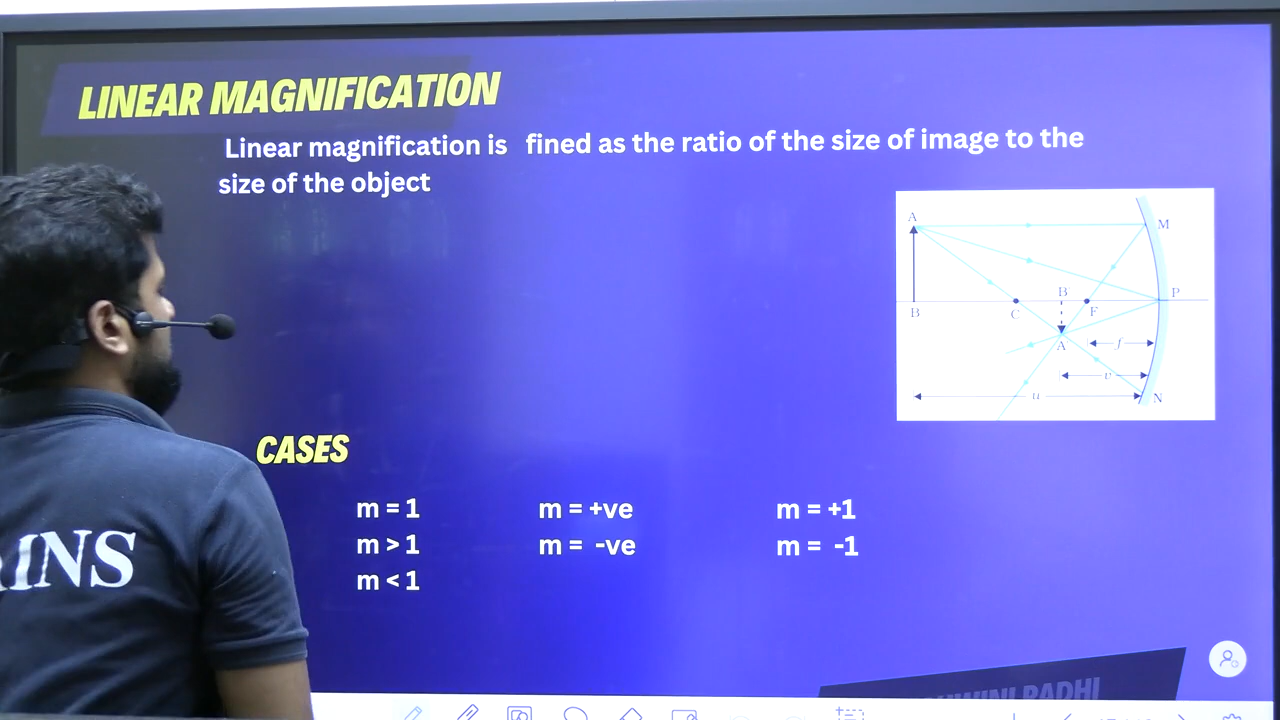 LINEAR MAGNIFICATION
Linear magnification is fined as the ratio of the size of image to the
size of the object
A
M
B
C
B'
F
P
A
f
v
u
N
CASES
m = 1
m = +ve
m = +1
m > 1
m = -ve
m = -1
m < 1
INS
PADHI